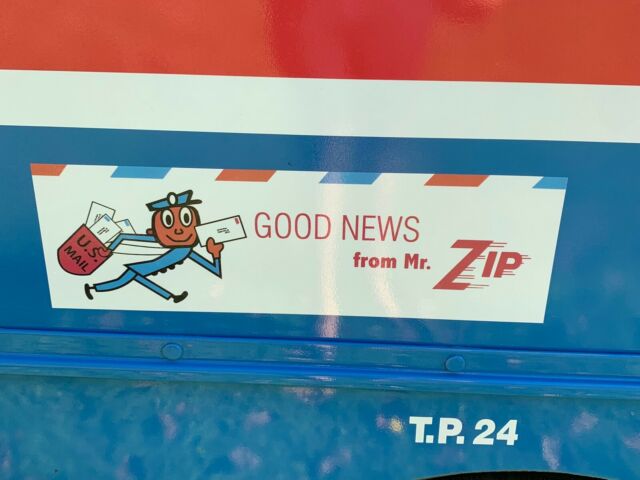 U.S.
MAIL
GOOD NEWS
from Mr. ZIP
T.P. 24